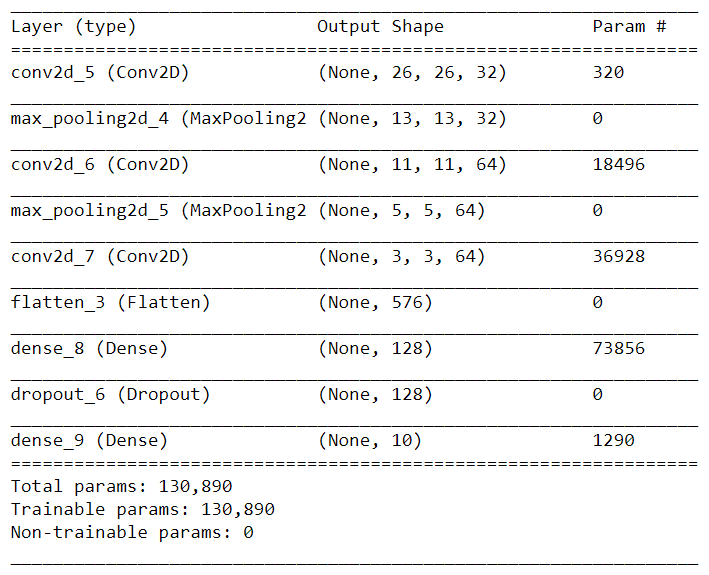 _________________________________________________________________
Layer (type)                 Output Shape              Param #
=================================================================
conv2d_5 (Conv2D)            (None, 26, 26, 32)        320
_________________________________________________________________
max_pooling2d_4 (MaxPooling2 (None, 13, 13, 32)        0
_________________________________________________________________
conv2d_6 (Conv2D)            (None, 11, 11, 64)        18496
_________________________________________________________________
max_pooling2d_5 (MaxPooling2 (None, 5, 5, 64)          0
_________________________________________________________________
conv2d_7 (Conv2D)            (None, 3, 3, 64)          36928
_________________________________________________________________
flatten_3 (Flatten)          (None, 576)               0
_________________________________________________________________
dense_8 (Dense)              (None, 128)               73856
_________________________________________________________________
dropout_6 (Dropout)          (None, 128)               0
_________________________________________________________________
dense_9 (Dense)              (None, 10)                1290
=================================================================
Total params: 130,890
Trainable params: 130,890
Non-trainable params: 0
_________________________________________________________________